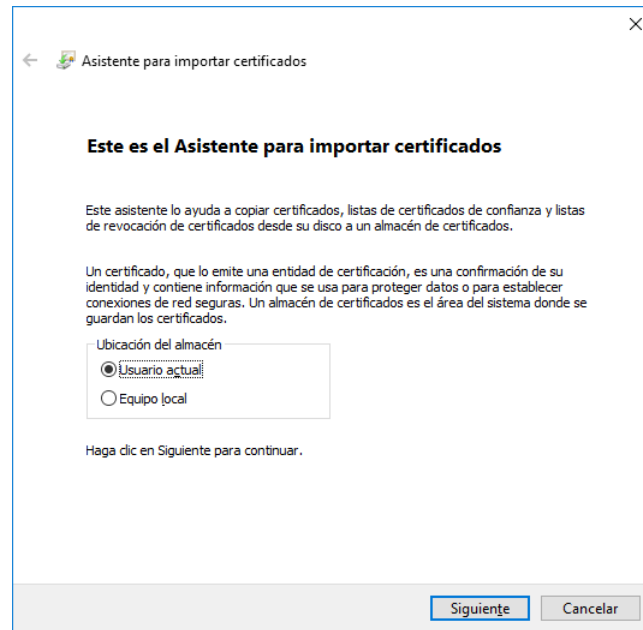 Asistente para importar certificados
Este es el Asistente para importar certificados
Este asistente lo ayuda a copiar certificados, listas de certificados de confianza y listas
de revocación de certificados desde su disco a un almacén de certificados.
Un certificado, que lo emite una entidad de certificación, es una confirmación de su
identidad y contiene información que se usa para proteger datos o para establecer
conexiones de red seguras. Un almacén de certificados es el área del sistema donde se
guardan los certificados.
Ubicación del almacén
Usuario actual
Equipo local
Haga clic en Siguiente para continuar.
Siguiente Cancelar